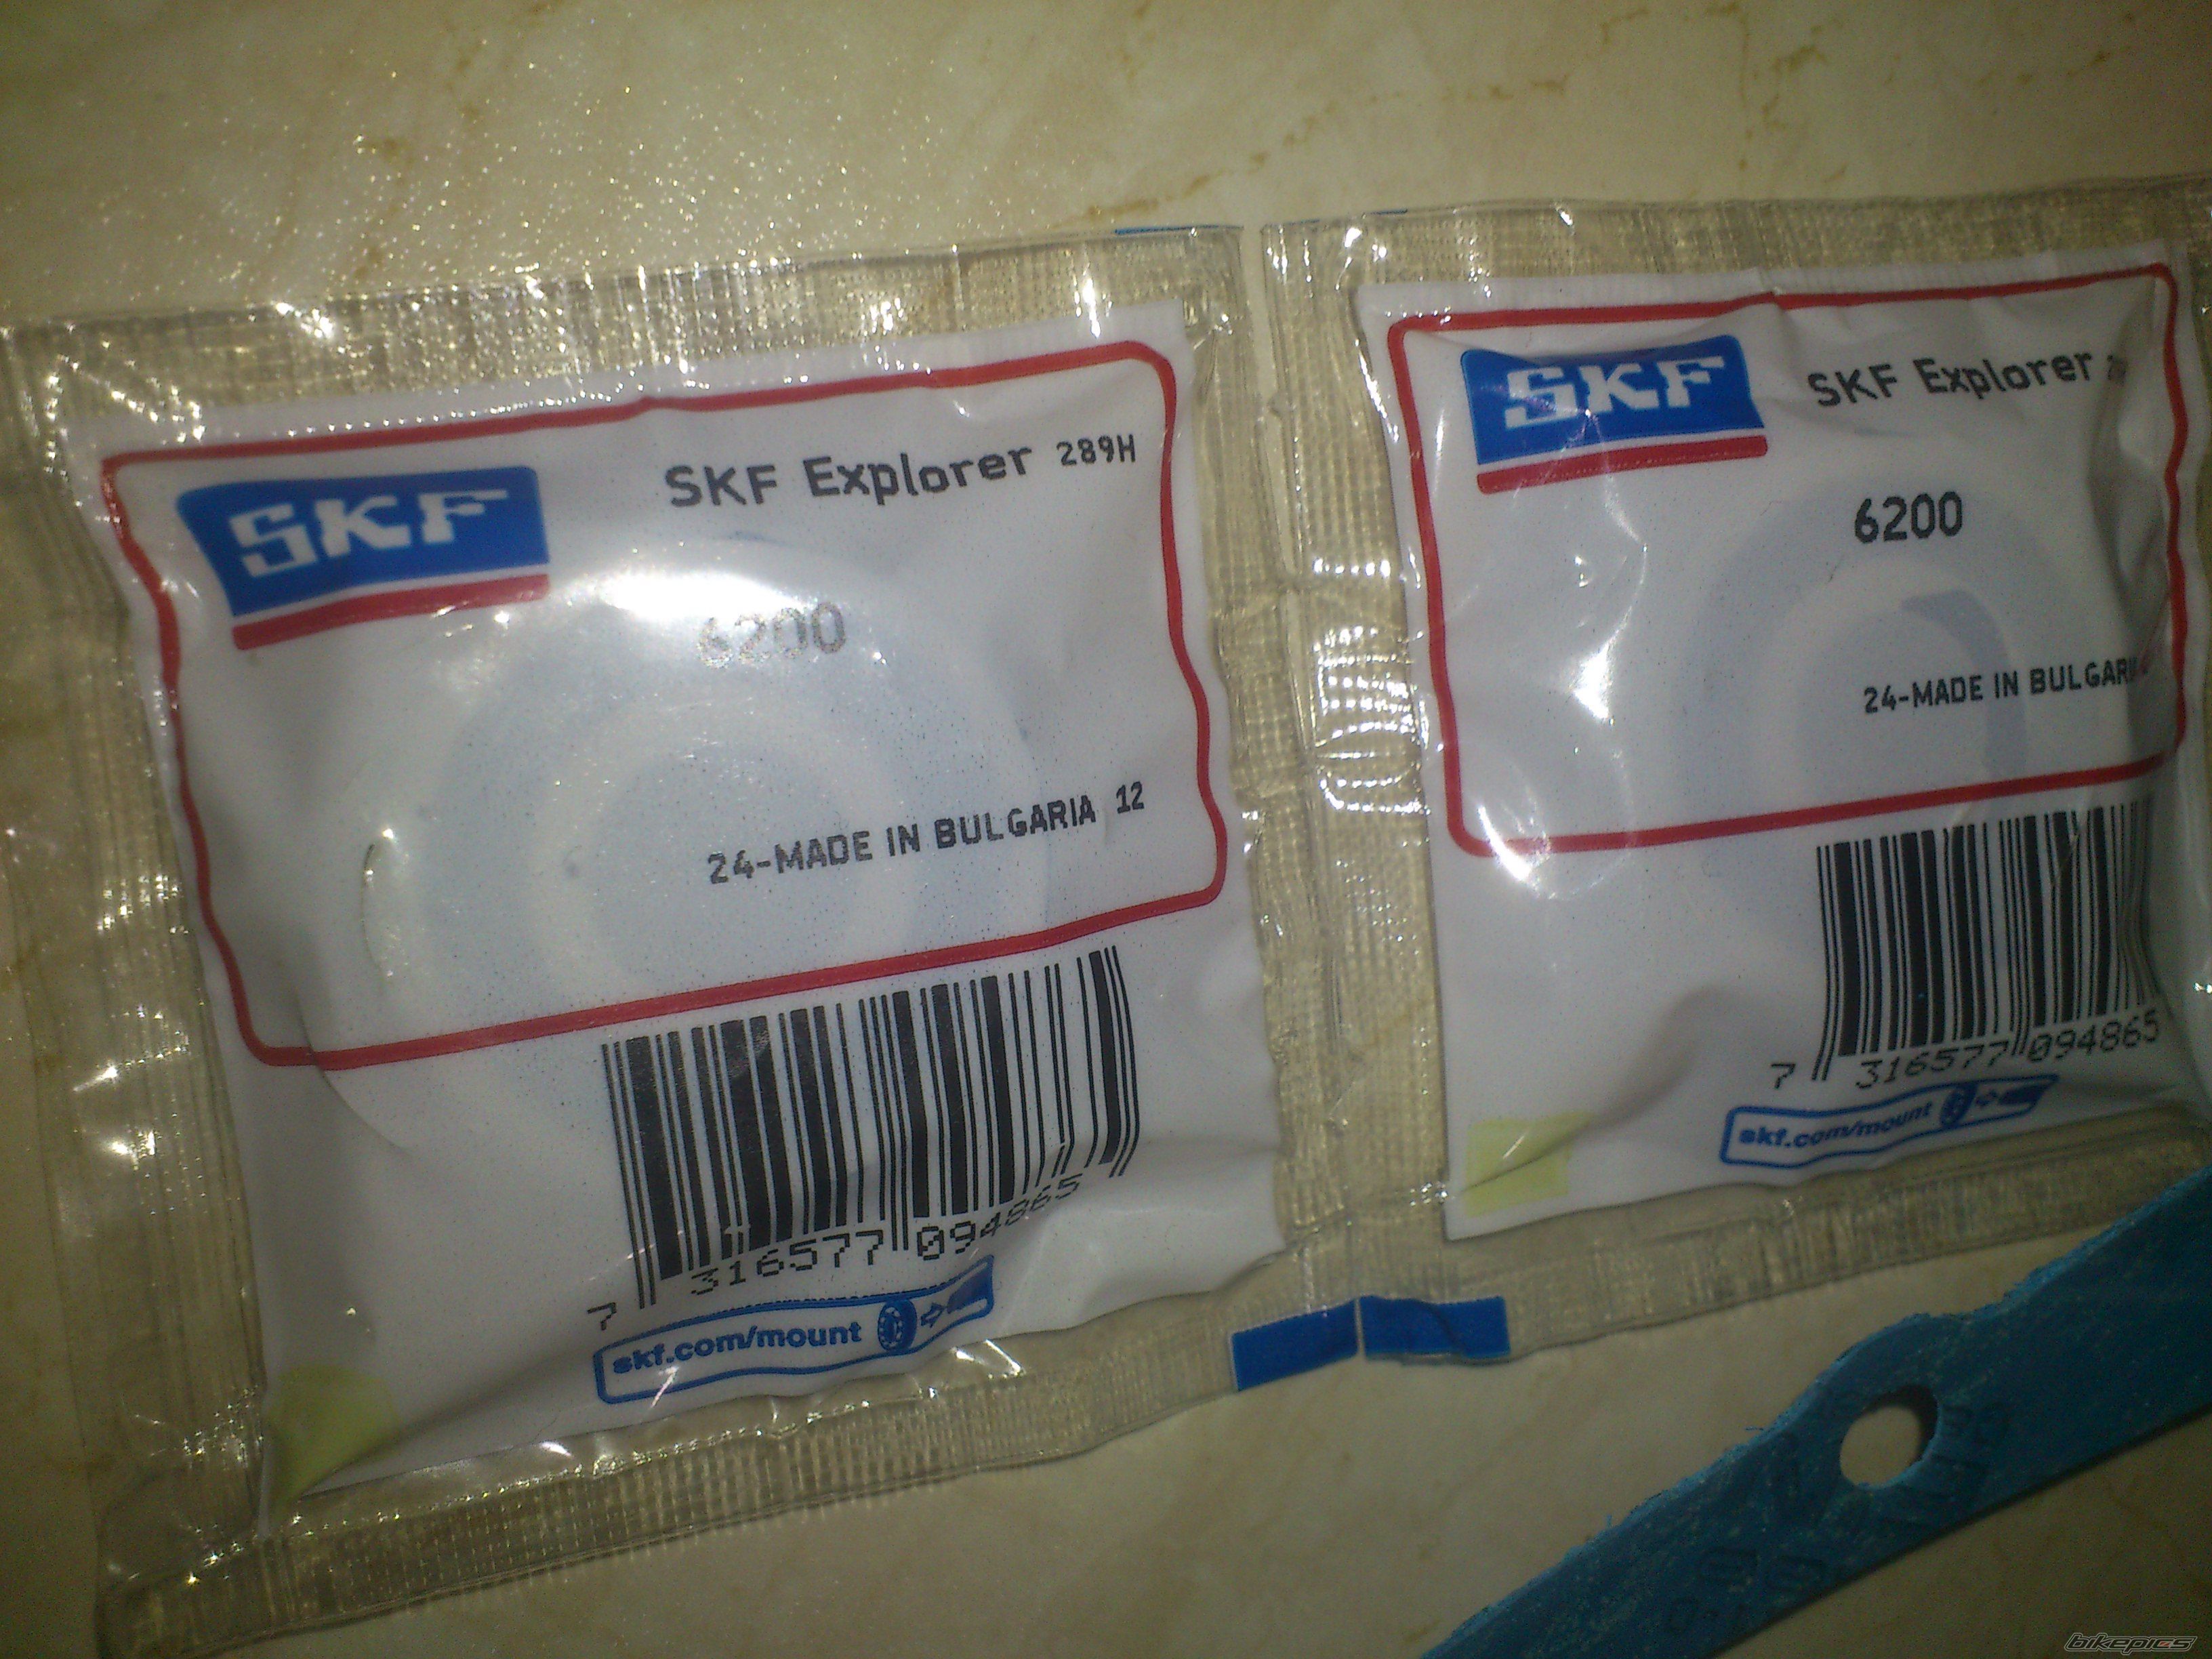 SKF
SKF Explorer 289H
6200
24-MADE IN BULGARIA 12
7 316577 094865
skf.com/mount
SKF
SKF Explorer
6200
24-MADE IN BULGARIA
7 316577 094865
skf.com/mount
bikepics